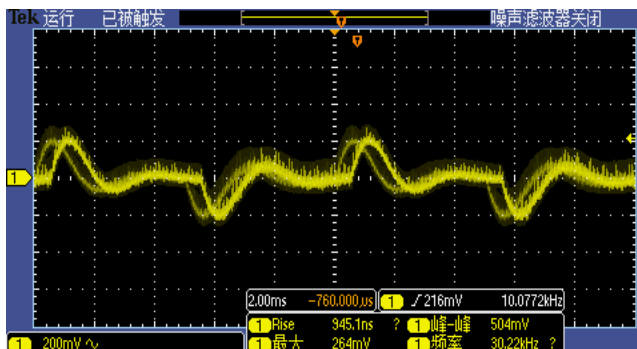 Tek 运行 已被触发 噪声滤波器关闭
1
2.00ms -760.000µs 1 216mV 10.0772kHz
1 Rise 945.1ns ? 1 峰-峰 504mV
1 200mV 1 最大 264mV 1 频率 30.22kHz ?